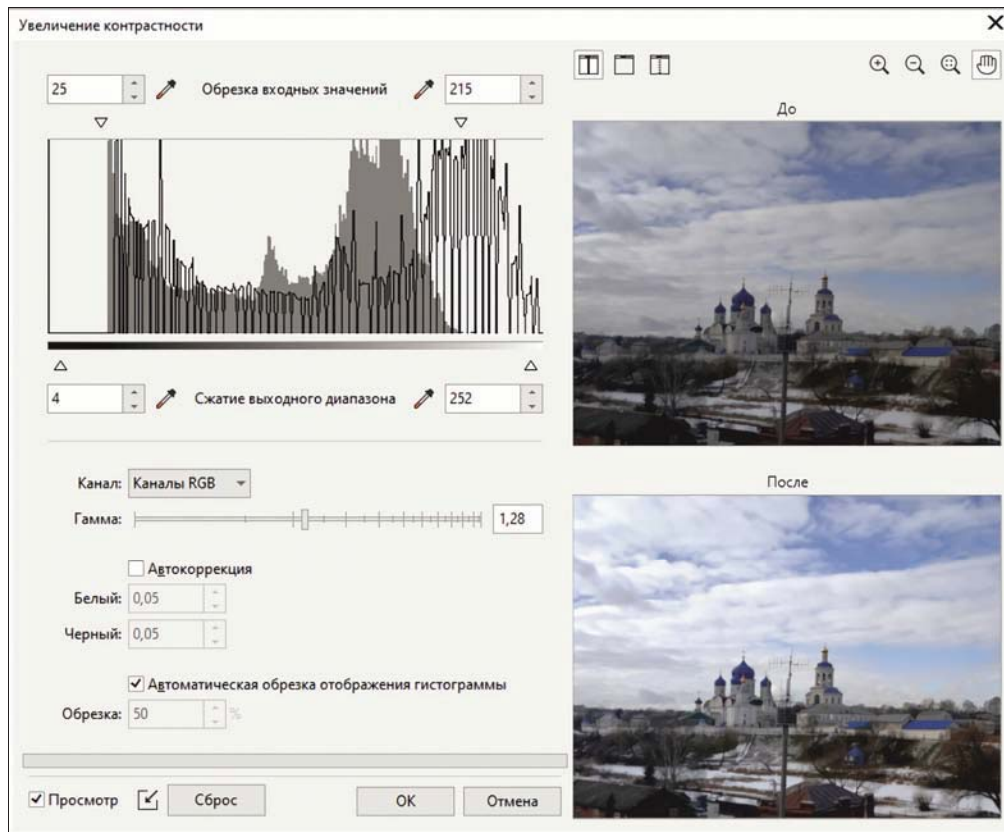 Увеличение контрастности
25 Обрезка входных значений 215
До
4 Сжатие выходного диапазона 252
Канал: Каналы RGB
После
Гамма: 1,28
Автокоррекция
Белый: 0,05
Черный: 0,05
Автоматическая обрезка отображения гистограммы
Обрезка: 50 %
Просмотр Сброс OK Отмена